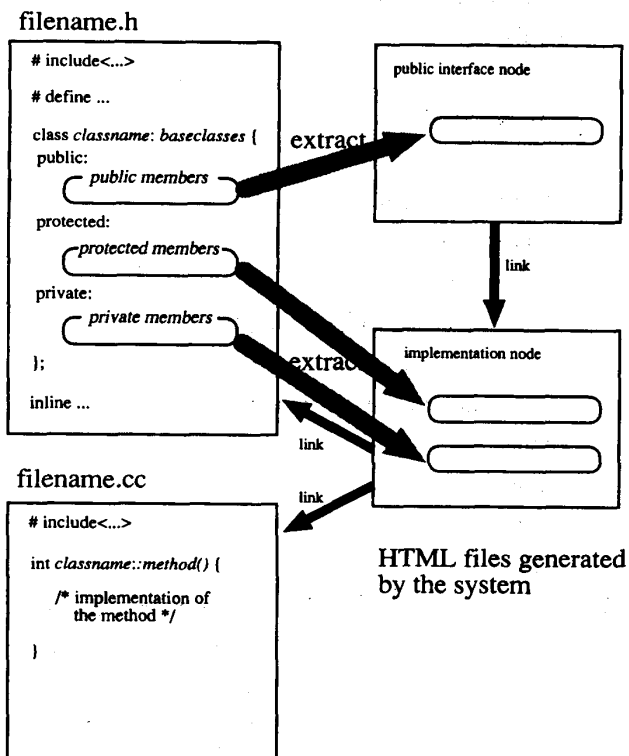 filename.h
# include<...>
# define ...
class classname: baseclasses {
public:
public members
protected:
protected members
private:
private members
};
inline ...
extract
extrac
public interface node
link
implementation node
link
link
filename.cc
# include<...>
int classname::method() {
/* implementation of
the method */
}
HTML files generated
by the system